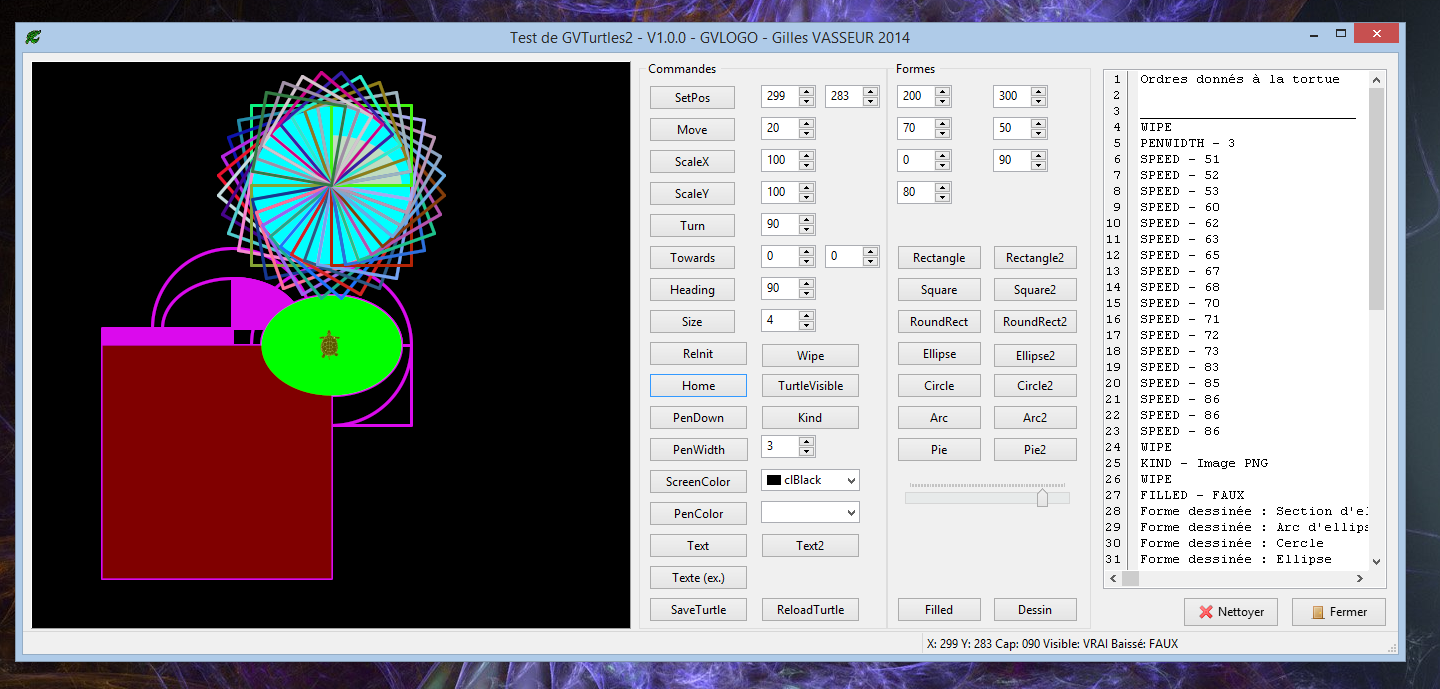 Test de GVTurtles2 - V1.0.0 - GVLOGO - Gilles VASSEUR 2014
Commandes
SetPos 299 283
Move 20
ScaleX 100
ScaleY 100
Turn 90
Towards 0 0
Heading 90
Size 4
ReInit Wipe
Home TurtleVisible
PenDown Kind
PenWidth 3
ScreenColor clBlack
PenColor
Text Text2
Texte (ex.)
SaveTurtle ReloadTurtle
Formes
200 300
70 50
0 90
80
Rectangle Rectangle2
Square Square2
RoundRect RoundRect2
Ellipse Ellipse2
Circle Circle2
Arc Arc2
Pie Pie2
Filled Dessin
1 Ordres donnés à la tortue
2
3 ___________________________
4 WIPE
5 PENWIDTH - 3
6 SPEED - 51
7 SPEED - 52
8 SPEED - 53
9 SPEED - 60
10 SPEED - 62
11 SPEED - 63
12 SPEED - 65
13 SPEED - 67
14 SPEED - 68
15 SPEED - 70
16 SPEED - 71
17 SPEED - 72
18 SPEED - 73
19 SPEED - 83
20 SPEED - 85
21 SPEED - 86
22 SPEED - 86
23 SPEED - 86
24 WIPE
25 KIND - Image PNG
26 WIPE
27 FILLED - FAUX
28 Forme dessinée : Section d'el
29 Forme dessinée : Arc d'ellips
30 Forme dessinée : Cercle
31 Forme dessinée : Ellipse
Nettoyer Fermer
X: 299 Y: 283 Cap: 090 Visible: VRAI Baissé: FAUX